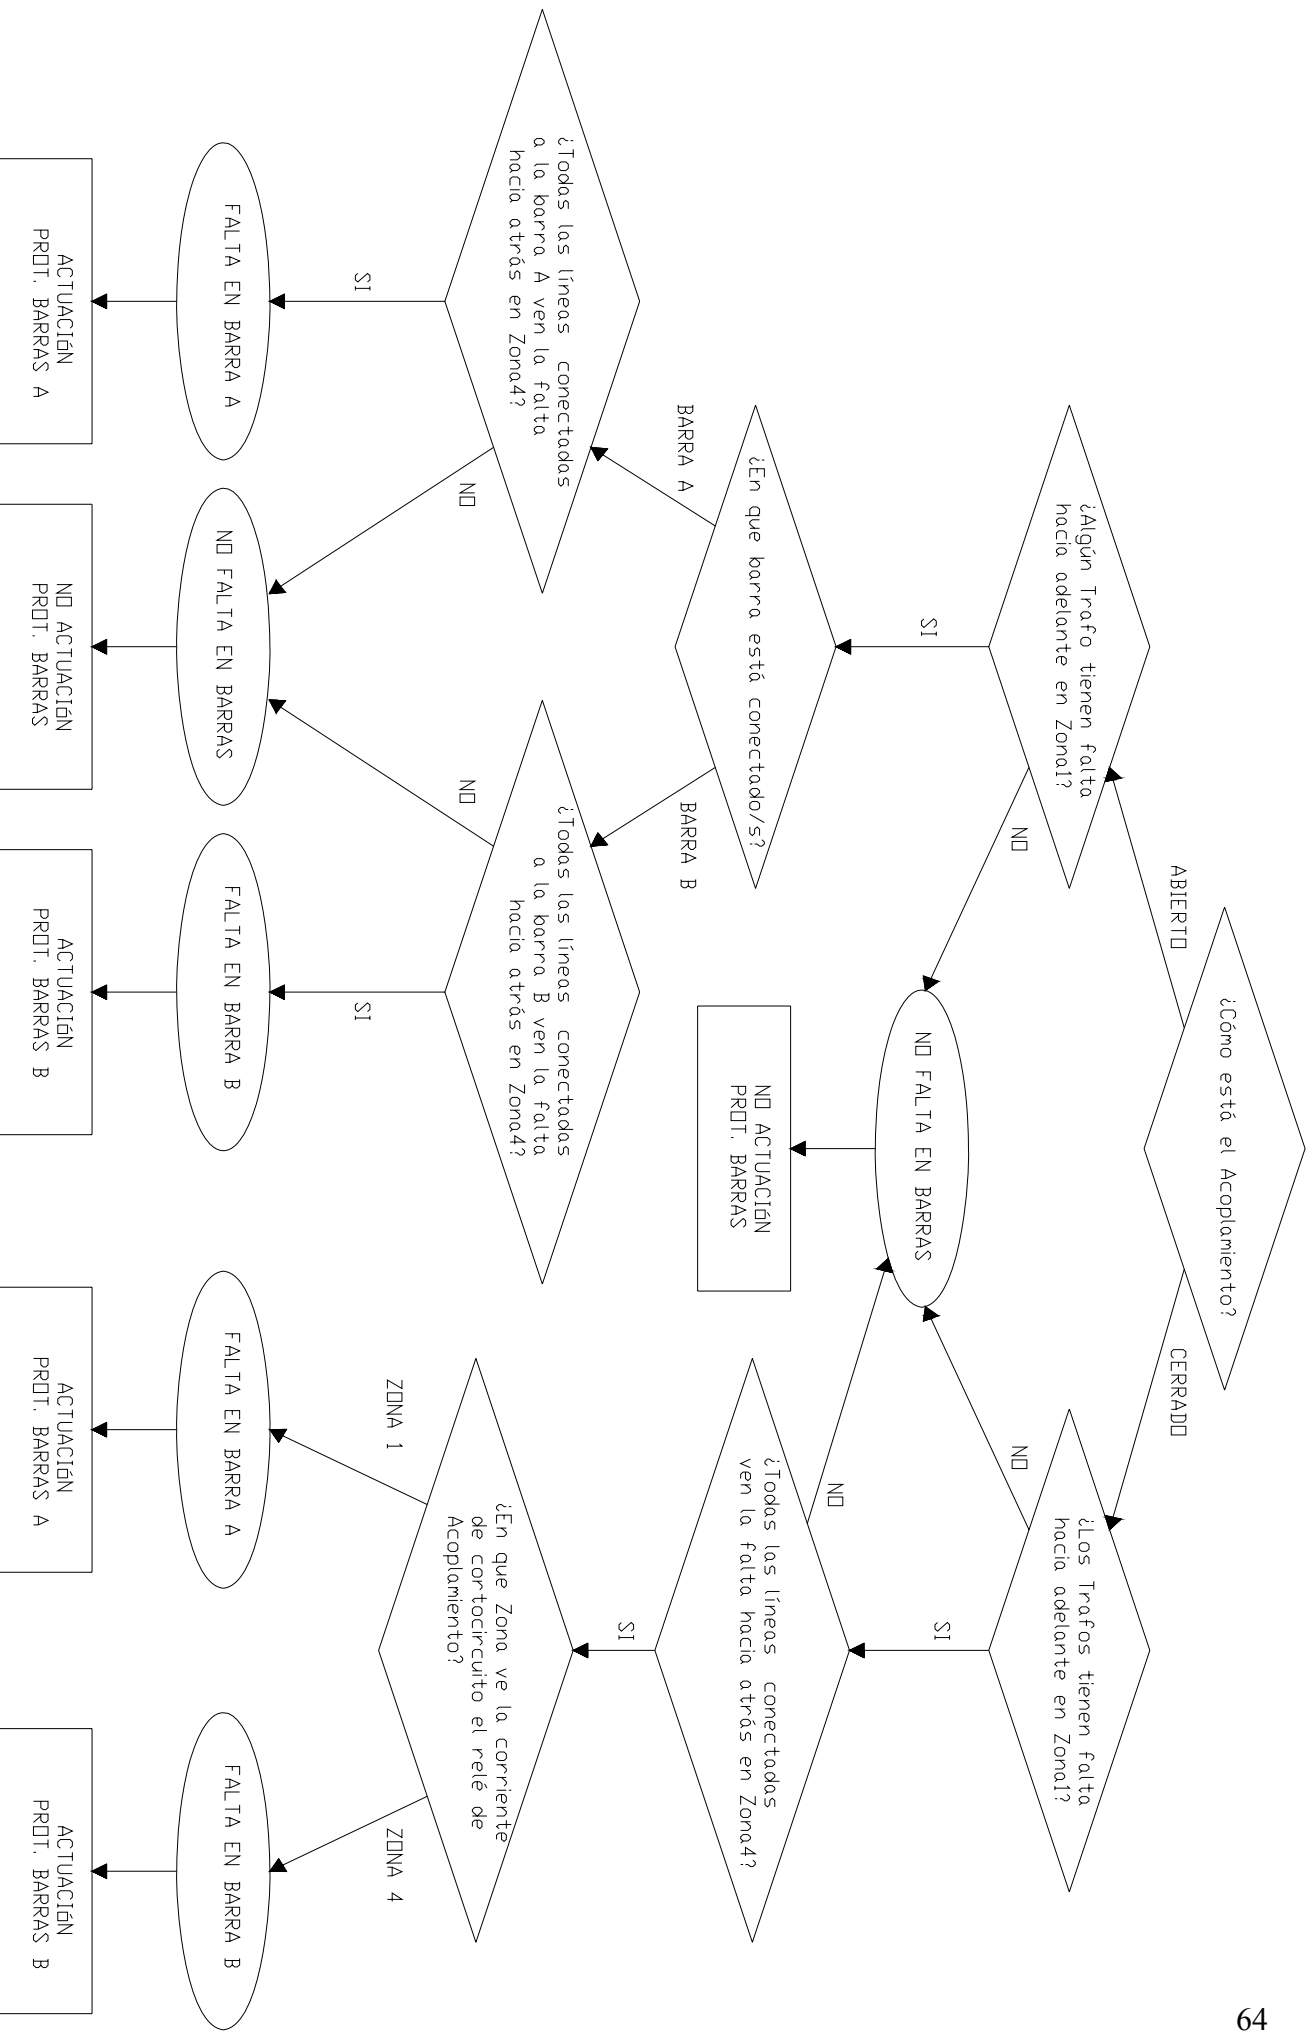 ¿Cómo está el Acoplamiento?
ABIERTO
CERRADO
¿Algún Trafo tienen falta
hacia adelante en Zona1?
¿Los Trafos tienen falta
hacia adelante en Zona1?
SI
NO
NO
SI
NO FALTA EN BARRAS
NO ACTUACIóN
PROT. BARRAS
¿En que barra está conectado/s?
¿Todas las líneas conectadas
ven la falta hacia atrás en Zona4?
NO
SI
BARRA A
BARRA B
¿Todas las líneas conectadas
a la barra A ven la falta
hacia atrás en Zona4?
¿Todas las líneas conectadas
a la barra B ven la falta
hacia atrás en Zona4?
¿En que Zona ve la corriente
de cortocircuito el relé de
Acoplamiento?
SI
NO
NO
SI
ZONA 1
ZONA 4
FALTA EN BARRA A
NO FALTA EN BARRAS
FALTA EN BARRA B
FALTA EN BARRA A
FALTA EN BARRA B
ACTUACIóN
PROT. BARRAS A
NO ACTUACIóN
PROT. BARRAS
ACTUACIóN
PROT. BARRAS B
ACTUACIóN
PROT. BARRAS A
ACTUACIóN
PROT. BARRAS B
64